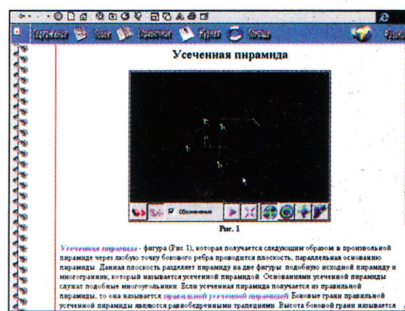 Усеченная пирамида
Обозначения
Рис. 1
Усеченная пирамида - фигура (Рис 1), которая получается следующим образом: в произвольной
пирамиде через любую точку бокового ребра проводится плоскость, параллельная основанию
пирамиды. Данная плоскость разделяет пирамиду на две фигуры: подобную исходной пирамиду и
многогранник, который называется усеченной пирамидой. Основаниями усеченной пирамиды
служат подобные многоугольники. Если усеченная пирамида получается из правильной
пирамиды, то она называется правильной усеченной пирамидой. Боковые грани правильной
усеченной пирамиды являются равнобедренными трапециями. Высота боковой грани называется